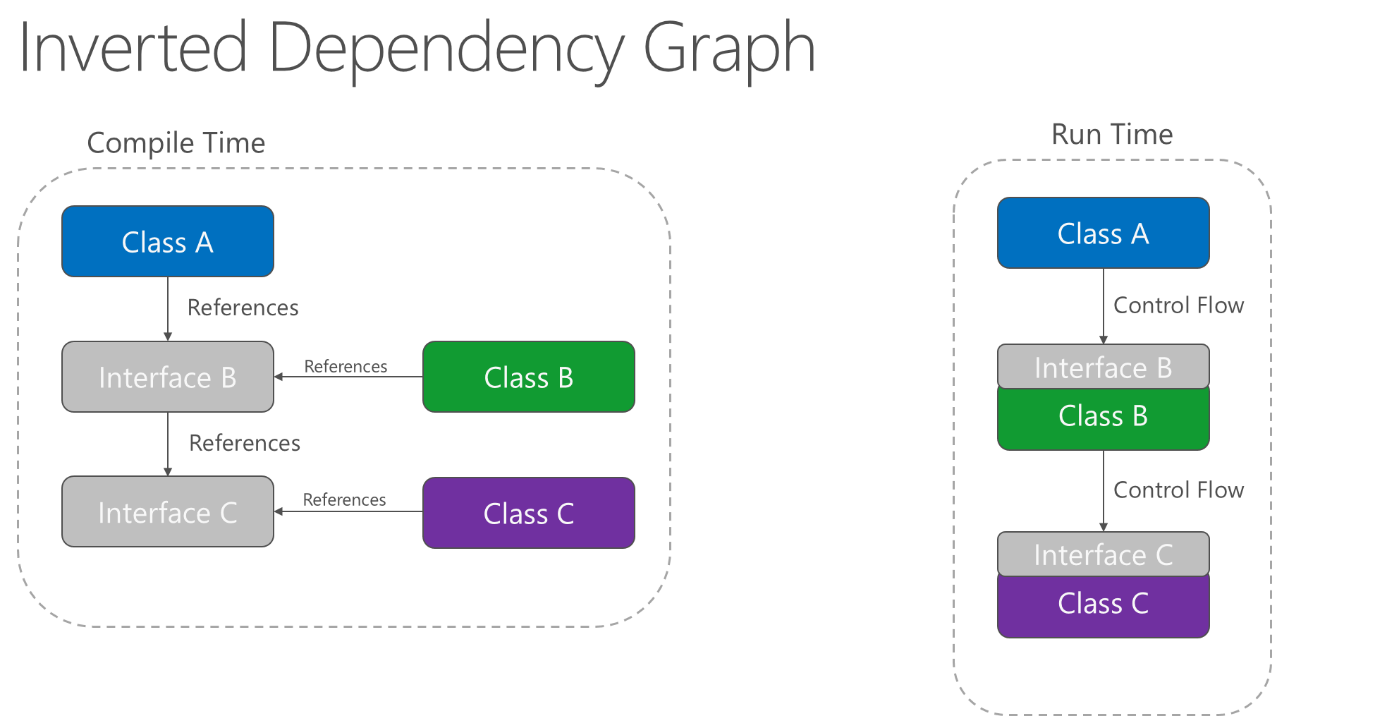 Inverted Dependency Graph
Compile Time
Class A
References
Interface B
References
Class B
References
Interface C
References
Class C
Run Time
Class A
Control Flow
Interface B
Class B
Control Flow
Interface C
Class C